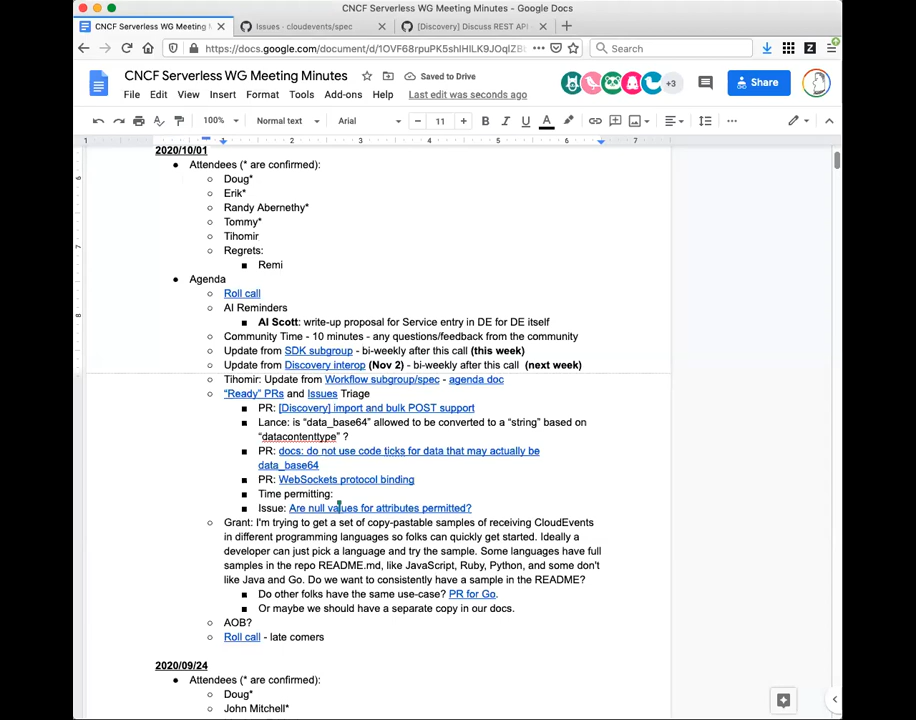 CNCF Serverless WG Meeting Minutes - Google Docs
CNCF Serverless WG Meeting
Issues · cloudevents/spec
[Discovery] Discuss REST API
https://docs.google.com/document/d/1OVF68rpuPK5shIHILK9JOqIZB
Search
CNCF Serverless WG Meeting Minutes
Saved to Drive
File Edit View Insert Format Tools Add-ons Help Last edit was seconds ago
+3
Share
100% Normal text Arial 11
1 1 2 3 4 5 6 7
2020/10/01
Attendees (* are confirmed):
Doug*
Erik*
Randy Abernethy*
Tommy*
Tihomir
Regrets:
Remi
Agenda
Roll call
AI Reminders
AI Scott: write-up proposal for Service entry in DE for DE itself
Community Time - 10 minutes - any questions/feedback from the community
Update from SDK subgroup - bi-weekly after this call (this week)
Update from Discovery interop (Nov 2) - bi-weekly after this call (next week)
Tihomir: Update from Workflow subgroup/spec - agenda doc
“Ready” PRs and Issues Triage
PR: [Discovery] import and bulk POST support
Lance: is “data_base64” allowed to be converted to a “string” based on
“datacontenttype” ?
PR: docs: do not use code ticks for data that may actually be
data_base64
PR: WebSockets protocol binding
Time permitting:
Issue: Are null values for attributes permitted?
Grant: I'm trying to get a set of copy-pastable samples of receiving CloudEvents
in different programming languages so folks can quickly get started. Ideally a
developer can just pick a language and try the sample. Some languages have full
samples in the repo README.md, like JavaScript, Ruby, Python, and some don't
like Java and Go. Do we want to consistently have a sample in the README?
Do other folks have the same use-case? PR for Go.
Or maybe we should have a separate copy in our docs.
AOB?
Roll call - late comers
2020/09/24
Attendees (* are confirmed):
Doug*
John Mitchell*